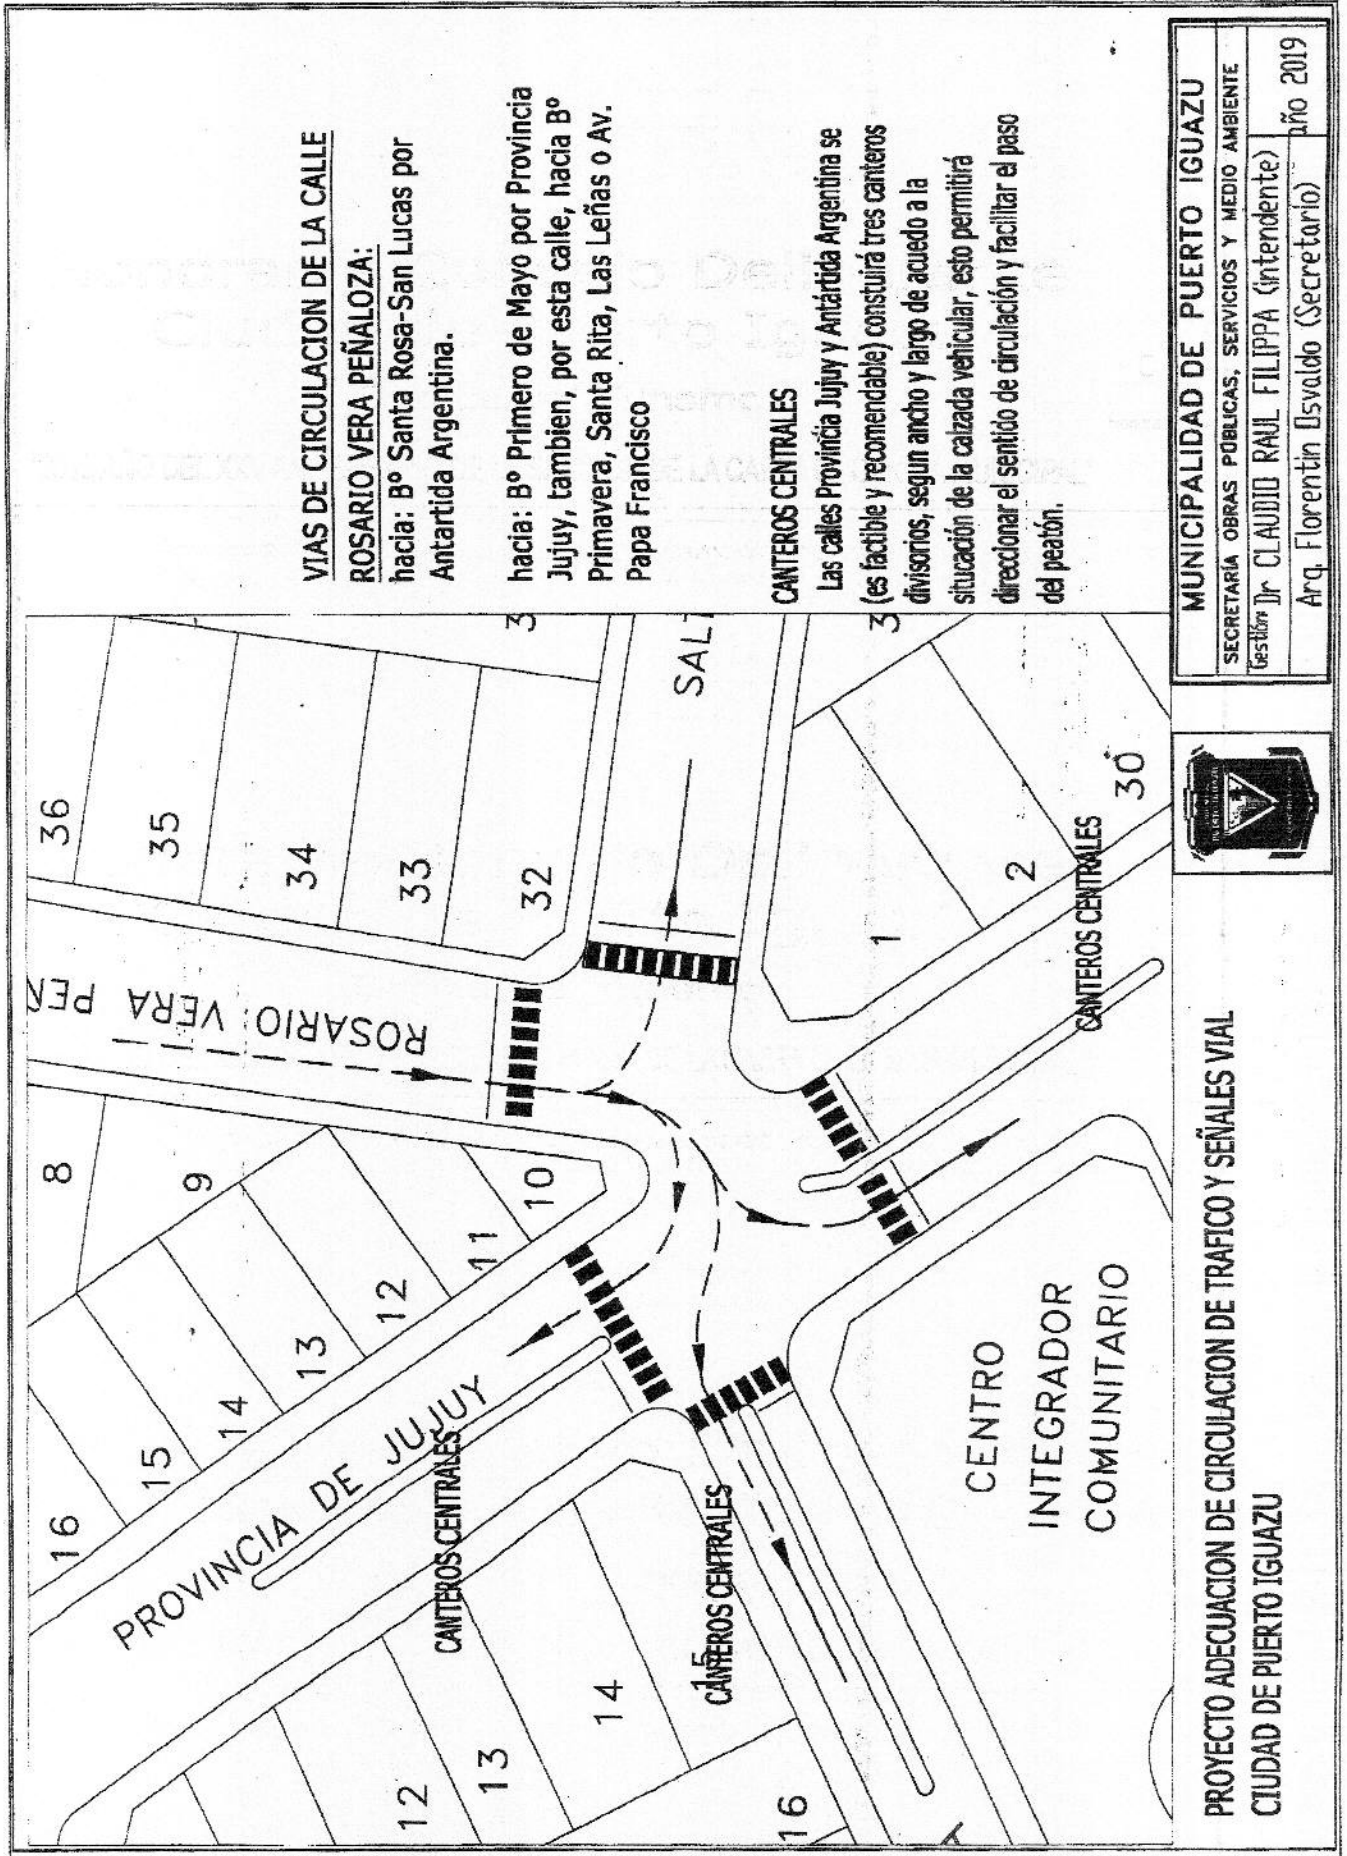 VIAS DE CIRCULACION DE LA CALLE
ROSARIO VERA PEÑALOZA:
hacia: Bº Santa Rosa-San Lucas por
Antartida Argentina.
hacia: Bº Primero de Mayo por Provincia
Jujuy, tambien, por esta calle, hacia Bº
Primavera, Santa Rita, Las Leñas o Av.
Papa Francisco
CANTEROS CENTRALES
Las calles Provincia Jujuy y Antártida Argentina se
(es factible y recomendable) constuirá tres canteros
divisorios, segun ancho y largo de acuedo a la
situcación de la calzada vehicular, esto permitirá
direccionar el sentido de circulación y facilitar el paso
del peatón.
36
35
34
33
32
3
ROSARIO VERA PEÑ
SALT
8
9
10
11
12
13
14
15
16
PROVINCIA DE JUJUY
CANTEROS CENTRALES
12
13
14
15
16
CANTEROS CENTRALES
1
2
3
30
CANTEROS CENTRALES
CENTRO
INTEGRADOR
COMUNITARIO
A
PROYECTO ADECUACION DE CIRCULACION DE TRAFICO Y SEÑALES VIAL
CIUDAD DE PUERTO IGUAZU
MUNICIPALIDAD DE PUERTO IGUAZU
SECRETARÍA OBRAS PÚBLICAS, SERVICIOS Y MEDIO AMBIENTE
Gestión: Dr CLAUDIO RAUL FILIPPA (intendente)
Arq. Florentin Osvaldo (Secretario)
año 2019